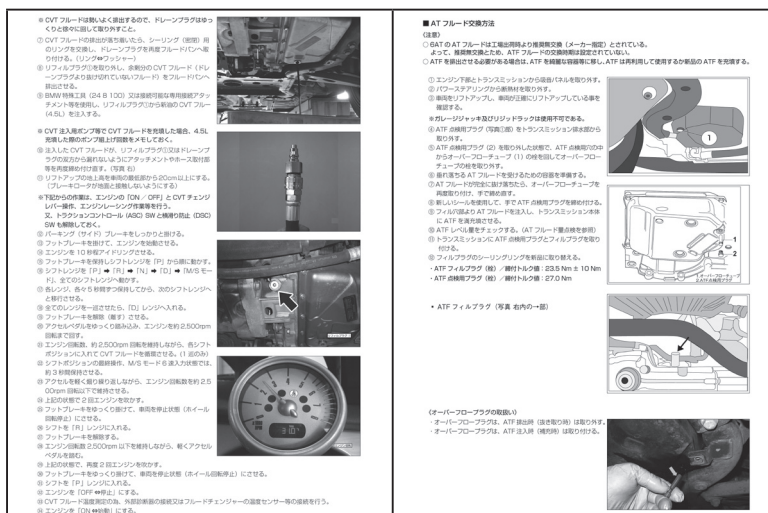 ※ CVT フルードは勢いよく排出するので、ドレーンプラグはゆっ
くりと徐々に回して取り外すこと。
⑦ CVT フルードの排出が落ち着いたら、シーリング（密閉）用
のリングを交換し、ドレーンプラグを再度フルードパンへ取
り付ける。（リング⇔ワッシャー）
⑧ リフィルプラグ①を取り外し、余剰分の CVT フルード（ドレ
ーンプラグより抜け切れていないフルード）をフルードパンへ
排出させる。
⑨ BMW 特殊工具（24 8 100）又は接続可能な専用接続アタッ
チメント等を使用し、リフィルプラグ①から新油の CVT フルー
（4.5L）を注入する。
※ CVT 注入用ポンプ等で CVT フルードを充填した場合、4.5L
充填した際のポンプ組上げ回数をメモしておく。
⑩ 注入した CVT フルードが、リフィルプラグ①又はドレーンプ
ラグの双方から漏れないようにアタッチメントやホース取付部
等を再度締め付け直す。（写真 右）
⑪ リフトアップの地上高を車両の最低部から20cm以上にする。
（ブレーキロータが地面と接触しないようにする）
※下記からの作業は、エンジンの「ON ／ OFF」と CVT チェンジ
レバー操作、エンジンレーシング作業等を行う。
又、トラクションコントロール（ASC）SW と横滑り防止（DSC）
SW も解除しておく。
⑫ パーキング（サイド）ブレーキをしっかりと掛ける。
⑬ フットブレーキを掛けて、エンジンを始動させる。
⑭ エンジンを 10 秒程アイドリングさせる。
⑮ フットブレーキを保持しシフトレンジを「P」から順に動かす。
⑯ シフトレンジを「P」➡「R」➡「N」➡「D」➡「M/S モー
ド」、全てのシフトレンジへ動かす。
⑰ 各レンジ、各々 5 秒間ずつ保持してから、次のシフトレンジへ
と移行させる。
⑱ 全てのレンジを一巡させたら、「D」レンジへ入れる。
⑲ フットブレーキを解除（離す）させる。
⑳ アクセルペダルをゆっくり踏み込み、エンジンを約 2,500rpm
回転まで回す。
㉑ エンジン回転数、約 2,500rpm 回転を維持しながら、各シフト
ポジションに入れて CVT フルードを循環させる。（1 巡のみ）
㉒ シフトポジションの最終操作、M/S モード 6 速入力状態では、
約 3 秒間保持させる。
㉓ アクセルを軽く煽り繰り返しながら、エンジン回転数を約 2.5
00rpm 回転以下で維持させる。
㉔ 上記の状態で 2 回エンジンを吹かす。
㉕ フットブレーキをゆっくり掛けて、車両を停止状態（ホイール
回転停止）にさせる。
㉖ シフトを「R」レンジに入れる。
㉗ フットブレーキを解除する。
㉘ エンジン回転数 2,500rpm 以下を維持しながら、軽くアクセル
ペダルを踏む。
㉙ 上記の状態で、再度 2 回エンジンを吹かす。
㉚ フットブレーキをゆっくり掛けて、車両を停止状態（ホイール回転停止）にさせる。
㉛ シフトを「P」レンジに入れる。
㉜ エンジンを「OFF ⇔停止」にする。
㉝ CVT フルード温度測定の為、外部診断器の接続又はフルードチェンジャーの温度センサー等の接続を行う。
㉞ エンジンを「ON ⇔始動」にする。
■ AT フルード交換方法
〈注意〉
○ 6AT の AT フルードは工場出荷時より推奨無交換（メーカー指定）とされている。
よって、推奨無交換とため、ATF フルードの交換時期は設定されていない。
○ ATF を排出させる必要がある場合は、ATF を綺麗な容器等に移し、ATF は再利用して使用するか新品の ATF を充填する。
① エンジン下部とトランスミッションから吸音パネルを取り外す。
② パワーステアリングから断熱材を取り外す。
③ 車両をリフトアップし、車両が正確にリフトアップしている事を
確認する。
※ガレージジャッキ及びリジッドラックは使用不可である。
④ ATF 点検用プラグ（写真①部）をトランスミッション排水部から
取り外す。
⑤ ATF 点検用プラグ（2）を取り外した状態で、ATF 点検用穴の中
からオーバーフローチューブ（1）の栓を回してオーバーフロ
ーチューブの栓を取り外す。
⑥ 垂れ落ちる AT フルードを受けるための容器を準備する。
⑦ AT フルードが完全に抜け落ちたら、オーバーフローチューブを
再度取り付け、手で締め直す。
⑧ 新しいシールを使用して、手で ATF 点検用プラグを締め付ける。
⑨ フィル穴部より AT フルードを注入し、トランスミッション本体
に ATF を満充填させる。
⑩ ATF レベル量をチェックする。（AT フルード量点検を参照）
⑪ トランスミッションに ATF 点検用プラグとフィルプラグを取り
付ける。
⑫ フィルプラグのシーリングリングを新品に取り替える。
・ATF フィルプラグ（栓）／締付トルク値：23.5 Nm ± 10 Nm
・ATF 点検用プラグ（栓）／締付トルク値：27.0 Nm
1
1
2
1.オーバーフローチューブ
2.ATF点検用プラグ
• ATF フィルプラグ（写真 右内の→部）
〈オーバーフロープラグの取扱い〉
・オーバーフロープラグは、ATF 排出時（抜き取り時）は取り外す。
・オーバーフロープラグは、ATF 注入時（補充時）は取り付ける。